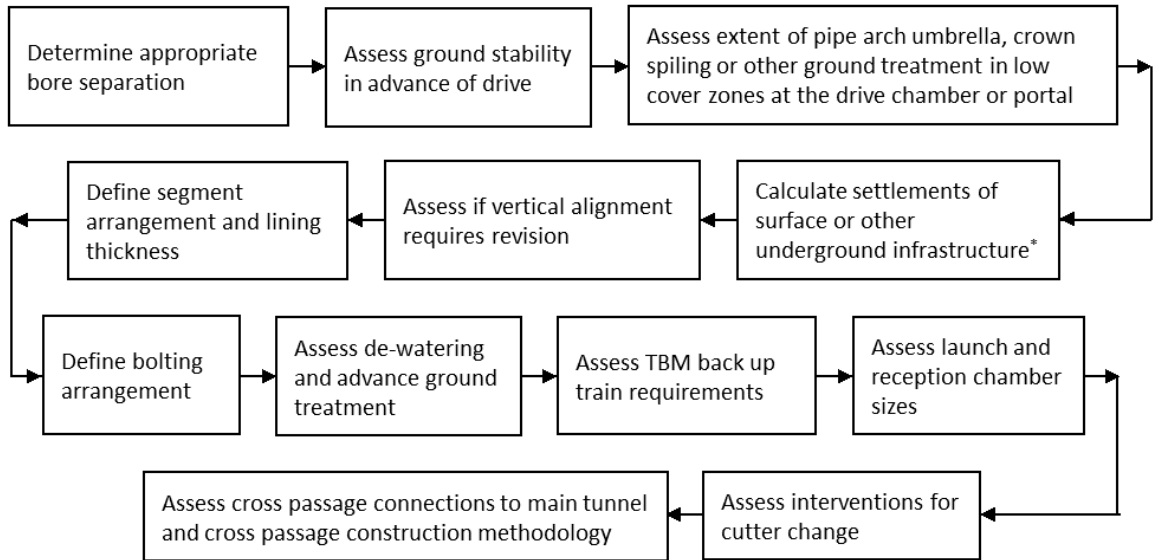 Determine appropriate
bore separation
Assess ground stability
in advance of drive
Assess extent of pipe arch umbrella, crown
spiling or other ground treatment in low
cover zones at the drive chamber or portal
Calculate settlements of
surface or other
underground infrastructure*
Assess if vertical alignment
requires revision
Define segment
arrangement and lining
thickness
Define bolting
arrangement
Assess de-watering
and advance ground
treatment
Assess TBM back up
train requirements
Assess launch and
reception chamber
sizes
Assess interventions for
cutter change
Assess cross passage connections to main tunnel
and cross passage construction methodology